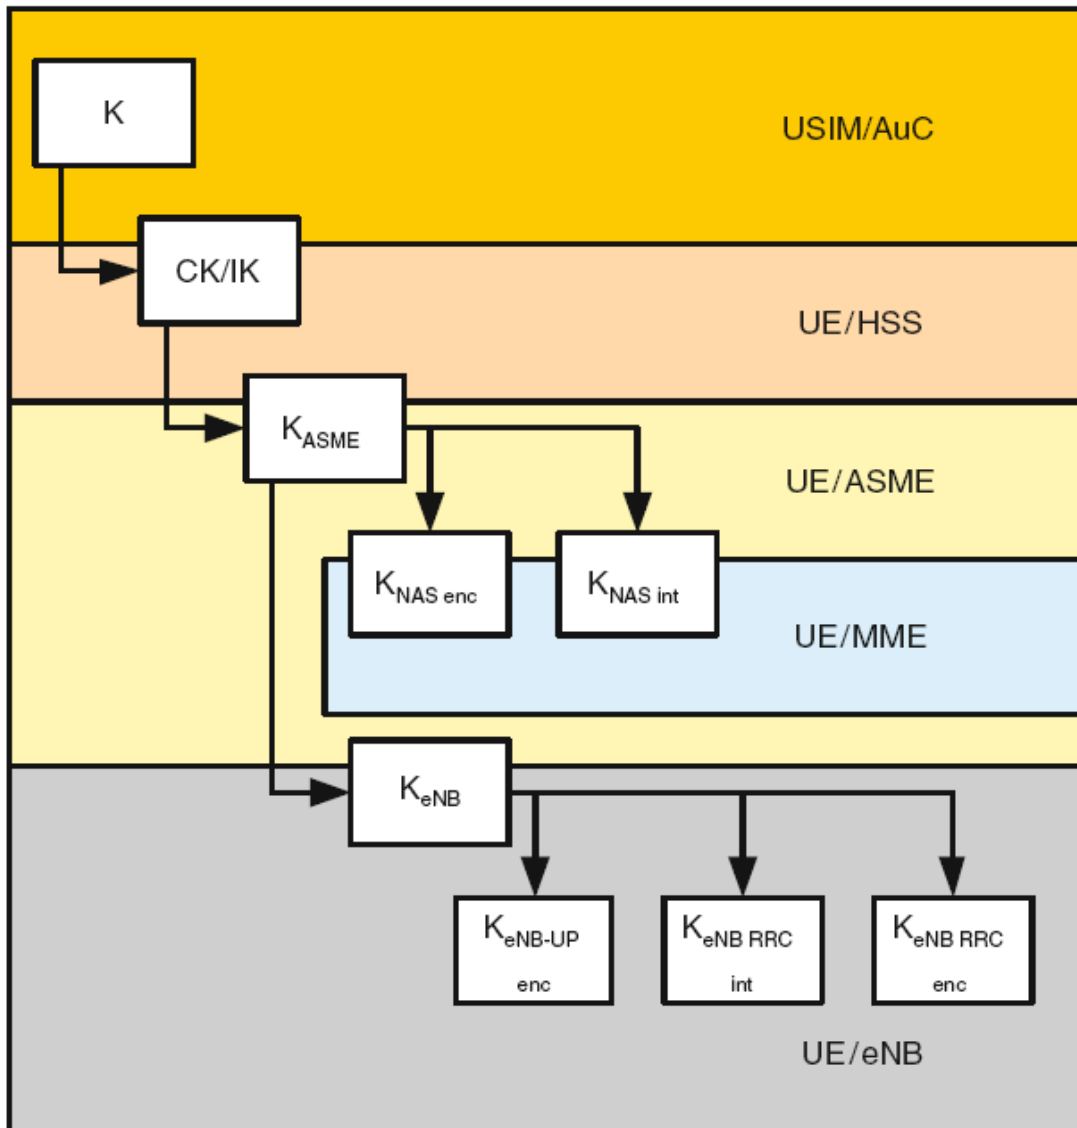 K
USIM/AuC
CK/IK
UE/HSS
KASME
UE/ASME
KNAS enc
KNAS int
UE/MME
KeNB
KeNB-UP
enc
KeNB RRC
int
KeNB RRC
enc
UE/eNB